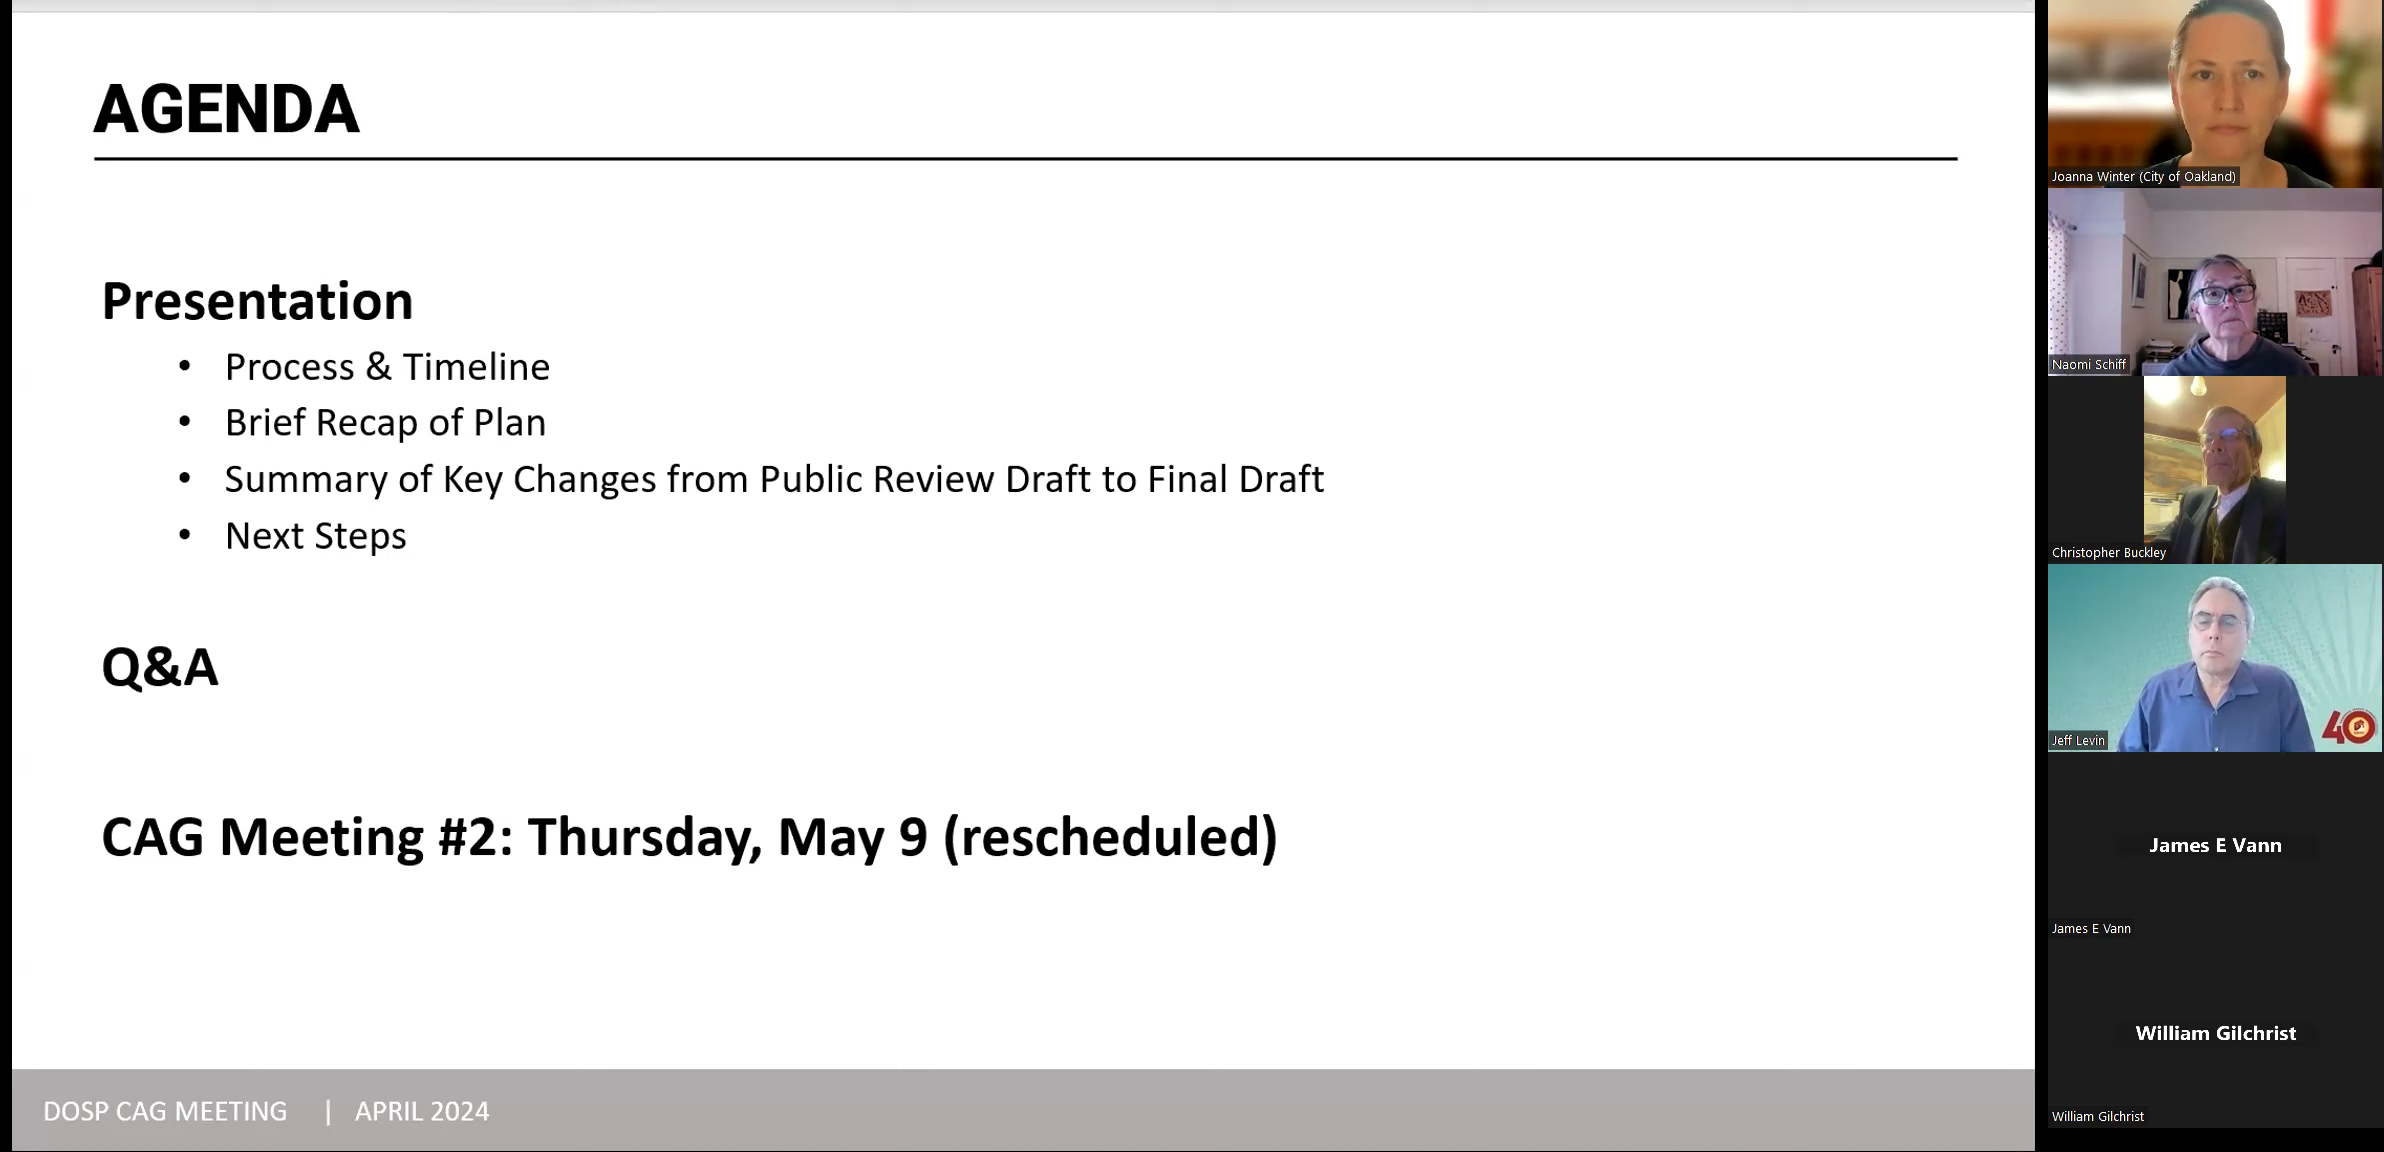 AGENDA
Presentation
• Process & Timeline
• Brief Recap of Plan
• Summary of Key Changes from Public Review Draft to Final Draft
• Next Steps
Q&A
CAG Meeting #2: Thursday, May 9 (rescheduled)
DOSP CAG MEETING | APRIL 2024
Joanna Winter (City of Oakland)
Naomi Schiff
Christopher Buckley
40
Jeff Levin
James E Vann
James E Vann
William Gilchrist
William Gilchrist